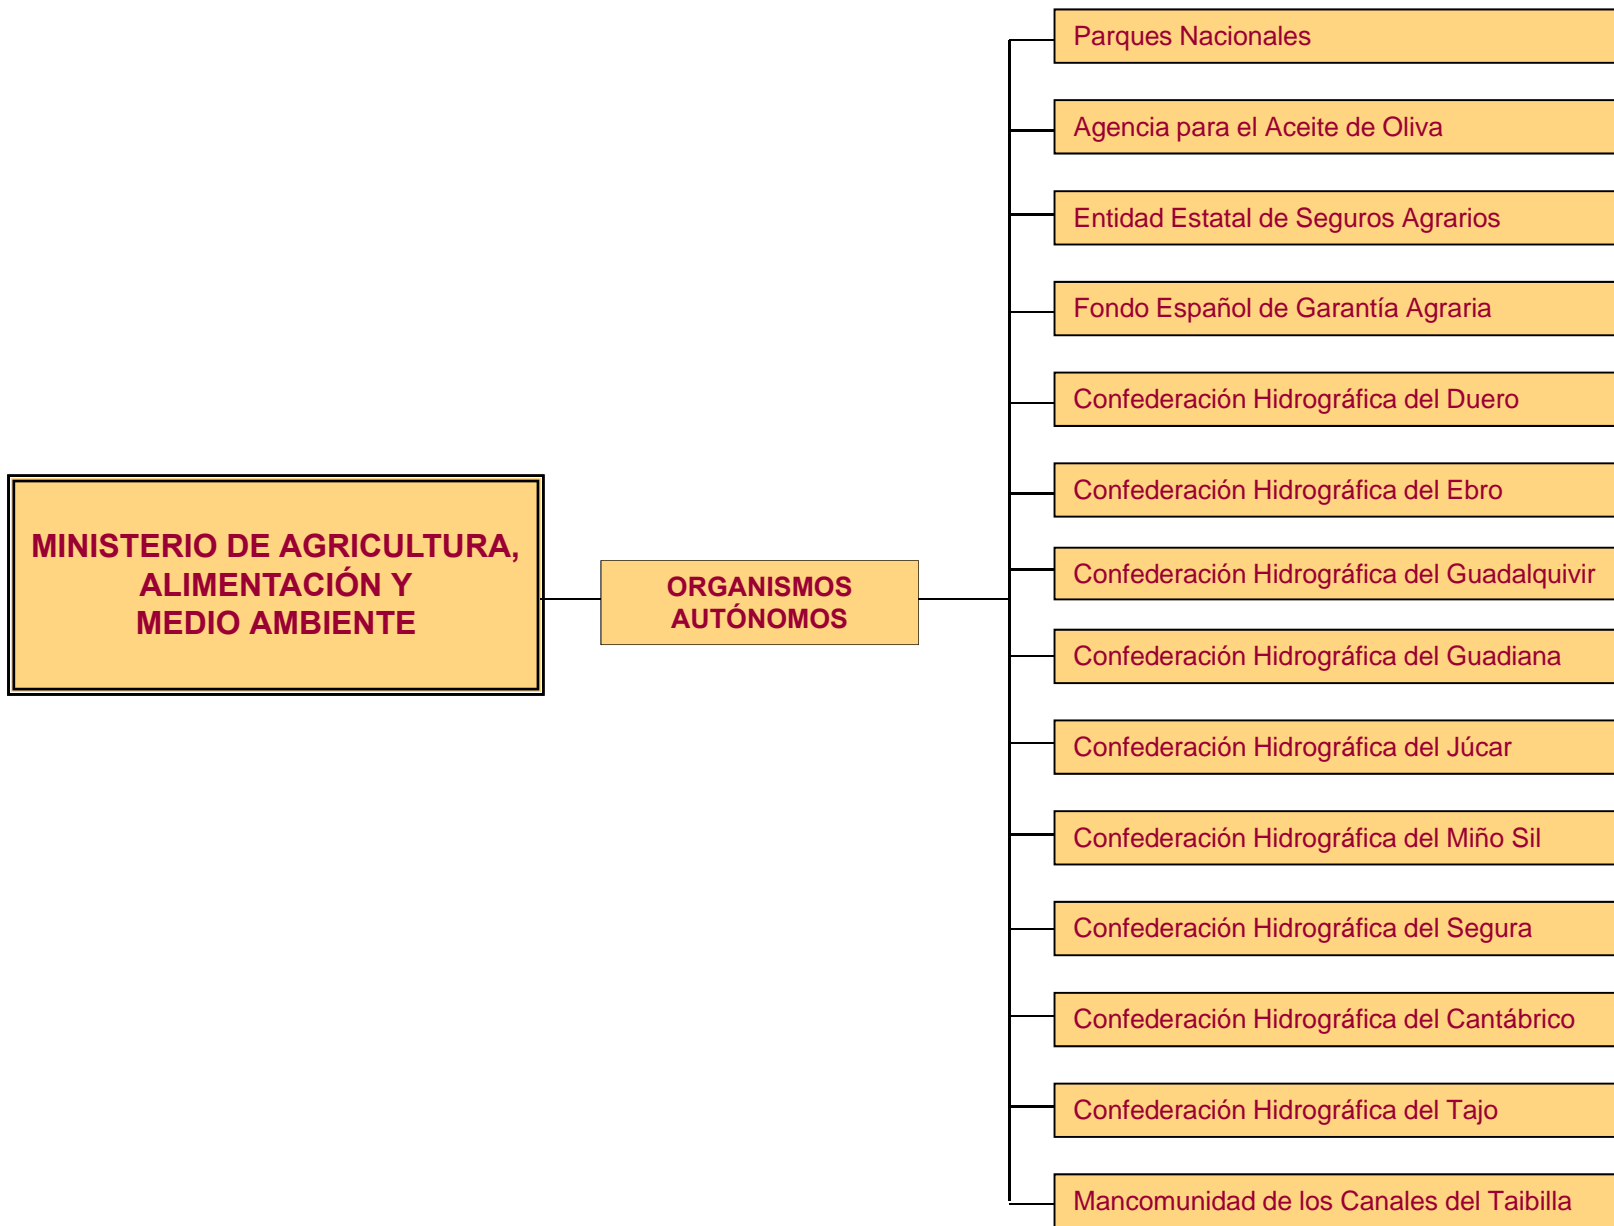 MINISTERIO DE AGRICULTURA,
ALIMENTACIÓN Y
MEDIO AMBIENTE
ORGANISMOS
AUTÓNOMOS
Parques Nacionales
Agencia para el Aceite de Oliva
Entidad Estatal de Seguros Agrarios
Fondo Español de Garantía Agraria
Confederación Hidrográfica del Duero
Confederación Hidrográfica del Ebro
Confederación Hidrográfica del Guadalquivir
Confederación Hidrográfica del Guadiana
Confederación Hidrográfica del Júcar
Confederación Hidrográfica del Miño Sil
Confederación Hidrográfica del Segura
Confederación Hidrográfica del Cantábrico
Confederación Hidrográfica del Tajo
Mancomunidad de los Canales del Taibilla